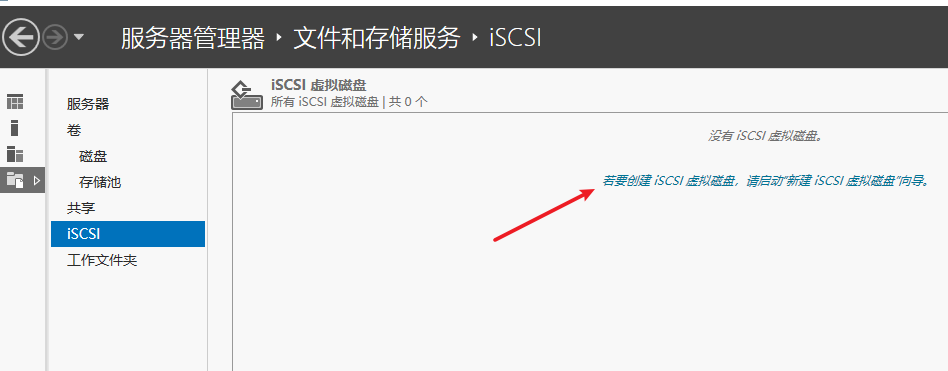 服务器管理器 ‣ 文件和存储服务 ‣ iSCSI
服务器
卷
磁盘
存储池
共享
iSCSI
工作文件夹
iSCSI 虚拟磁盘
所有 iSCSI 虚拟磁盘 | 共 0 个
没有 iSCSI 虚拟磁盘。
若要创建 iSCSI 虚拟磁盘，请启动"新建 iSCSI 虚拟磁盘"向导。